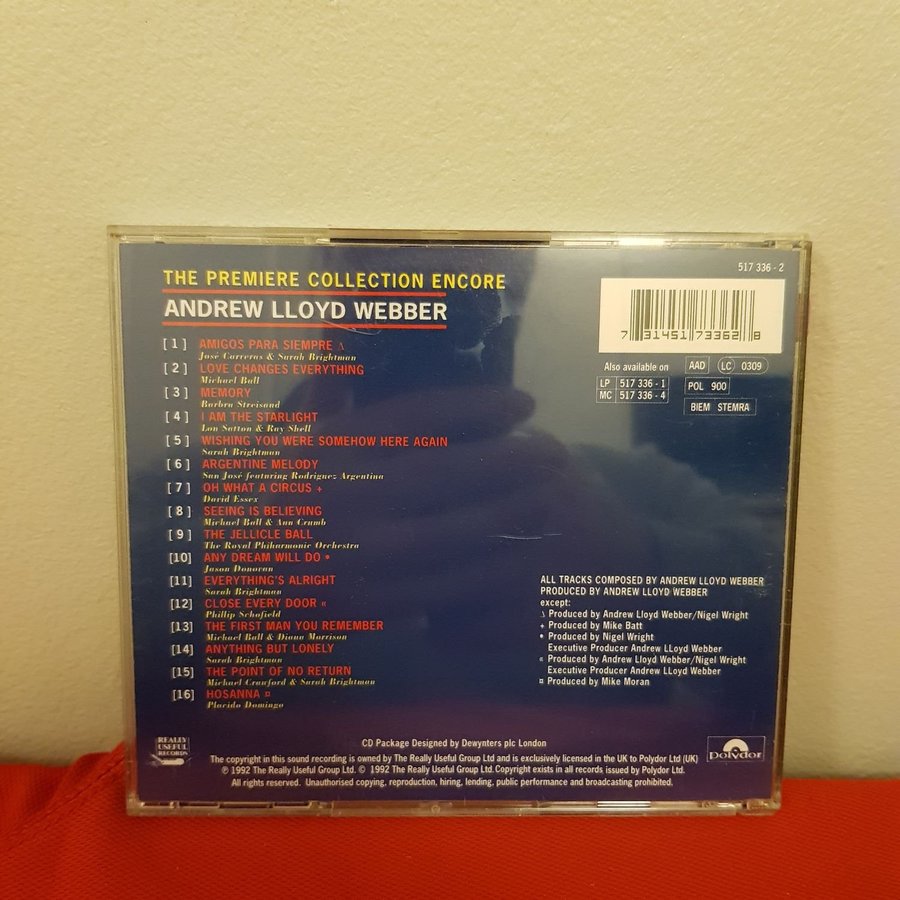 THE PREMIERE COLLECTION ENCORE
ANDREW LLOYD WEBBER
[ 1 ] AMIGOS PARA SIEMPRE Δ
José Carreras & Sarah Brightman
[ 2 ] LOVE CHANGES EVERYTHING
Michael Ball
[ 3 ] MEMORY
Barbra Streisand
[ 4 ] I AM THE STARLIGHT
Lon Satton & Ray Shell
[ 5 ] WISHING YOU WERE SOMEHOW HERE AGAIN
Sarah Brightman
[ 6 ] ARGENTINE MELODY
San José featuring Rodriguez Argentina
[ 7 ] OH WHAT A CIRCUS +
David Essex
[ 8 ] SEEING IS BELIEVING
Michael Ball & Ann Crumb
[ 9 ] THE JELLICLE BALL
The Royal Philharmonic Orchestra
[10] ANY DREAM WILL DO •
Jason Donovan
[11] EVERYTHING'S ALRIGHT
Sarah Brightman
[12] CLOSE EVERY DOOR «
Phillip Schofield
[13] THE FIRST MAN YOU REMEMBER
Michael Ball & Diana Morrison
[14] ANYTHING BUT LONELY
Sarah Brightman
[15] THE POINT OF NO RETURN
Michael Crawford & Sarah Brightman
[16] HOSANNA ¤
Placido Domingo
517 336 - 2
7 31451 73362 8
Also available on
LP 517 336 - 1
MC 517 336 - 4
AAD
LC 0309
POL 900
BIEM STEMRA
ALL TRACKS COMPOSED BY ANDREW LLOYD WEBBER
PRODUCED BY ANDREW LLOYD WEBBER
except:
Δ Produced by Andrew Lloyd Webber/Nigel Wright
+ Produced by Mike Batt
• Produced by Nigel Wright
Executive Producer Andrew LLoyd Webber
« Produced by Andrew Lloyd Webber/Nigel Wright
Executive Producer Andrew LLoyd Webber
¤ Produced by Mike Moran
REALLY
USEFUL
RECORDS
CD Package Designed by Dewynters plc London
The copyright in this sound recording is owned by The Really Useful Group Ltd and is exclusively licensed in the UK to Polydor Ltd (UK)
℗ 1992 The Really Useful Group Ltd. © 1992 The Really Useful Group Ltd. Copyright exists in all records issued by Polydor Ltd.
All rights reserved. Unauthorised copying, reproduction, hiring, lending, public performance and broadcasting prohibited.
polydor